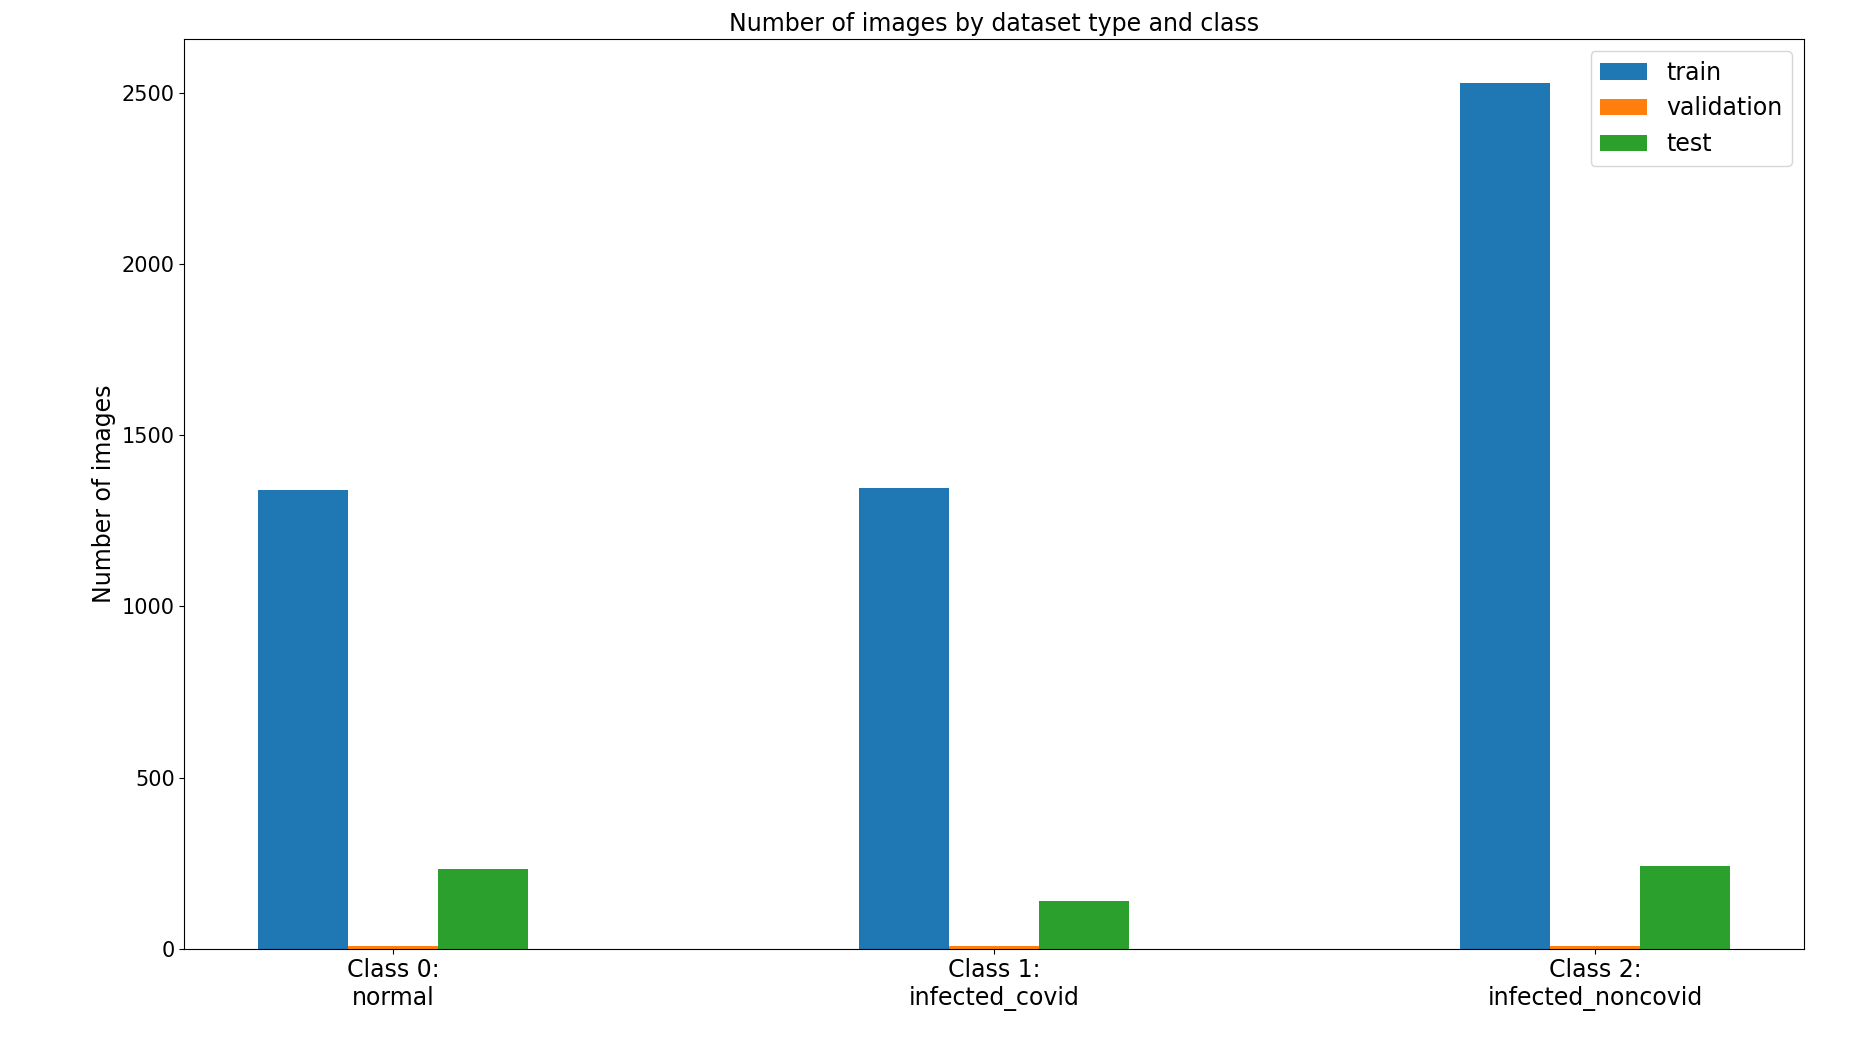 Number of images by dataset type and class
train
validation
test
Number of images
2500
2000
1500
1000
500
0
Class 0:
normal
Class 1:
infected_covid
Class 2:
infected_noncovid